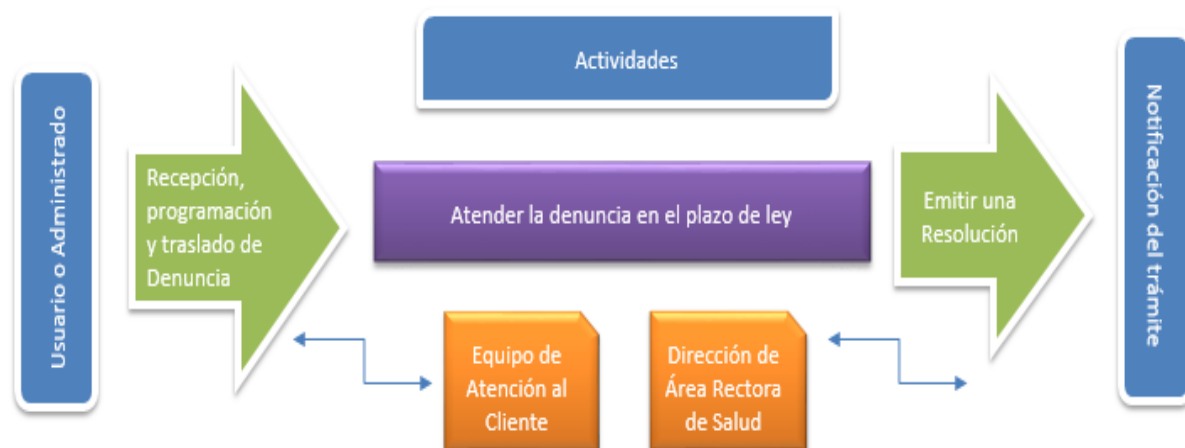 Usuario o Administrado
Recepción,
programación
y traslado de
Denuncia
Actividades
Atender la denuncia en el plazo de ley
Equipo de
Atención al
Cliente
Dirección de
Área Rectora
de Salud
Emitir una
Resolución
Notificación del trámite